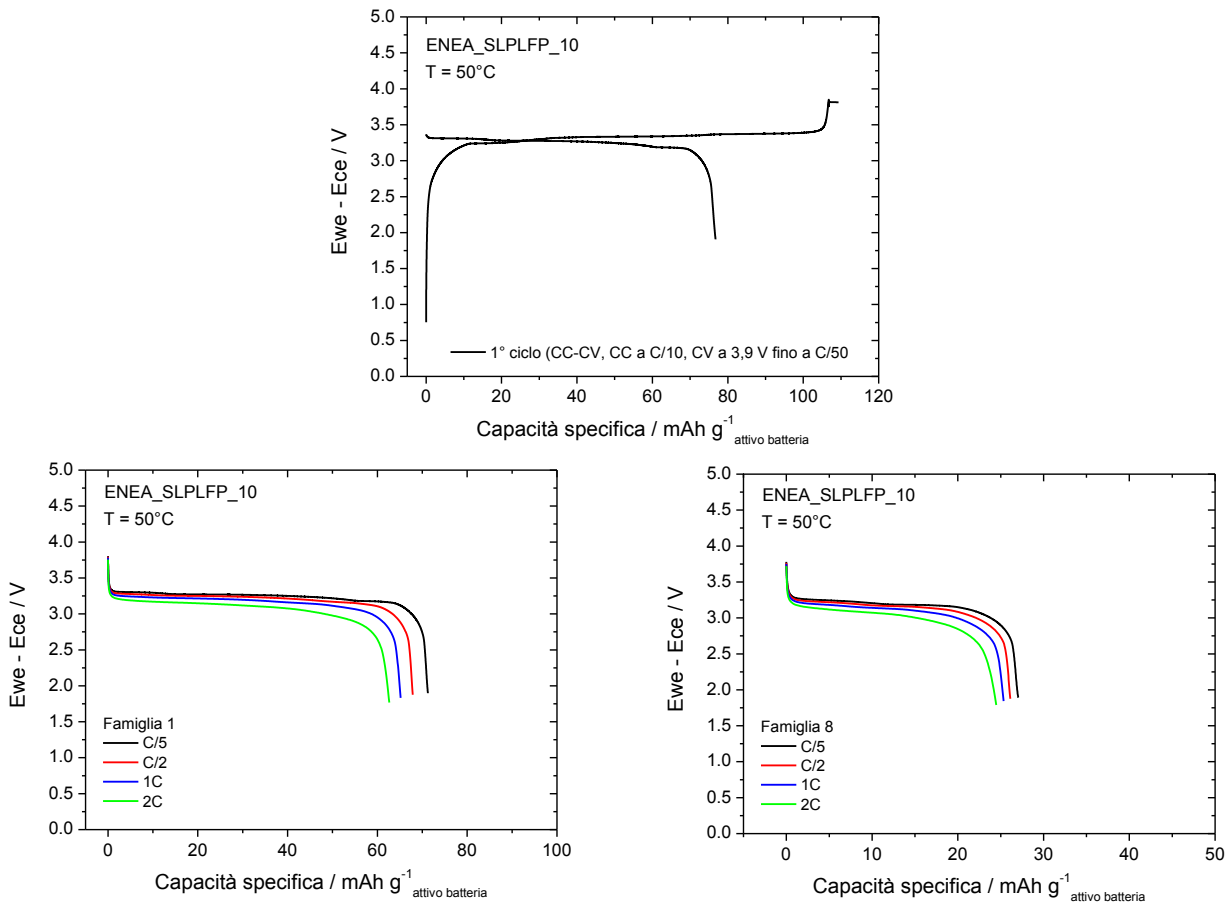 5.0
4.5
4.0
3.5
3.0
2.5
2.0
1.5
1.0
0.5
0.0
Ewe - Ece / V
ENEA_SLPLFP_10
T = 50°C
1° ciclo (CC-CV, CC a C/10, CV a 3,9 V fino a C/50
0 20 40 60 80 100 120
Capacità specifica / mAh g-1 attivo batteria
5.0
4.5
4.0
3.5
3.0
2.5
2.0
1.5
1.0
0.5
0.0
Ewe - Ece / V
ENEA_SLPLFP_10
T = 50°C
Famiglia 1
C/5
C/2
1C
2C
0 20 40 60 80 100
Capacità specifica / mAh g-1 attivo batteria
5.0
4.5
4.0
3.5
3.0
2.5
2.0
1.5
1.0
0.5
0.0
Ewe - Ece / V
ENEA_SLPLFP_10
T = 50°C
Famiglia 8
C/5
C/2
1C
2C
0 10 20 30 40 50
Capacità specifica / mAh g-1 attivo batteria